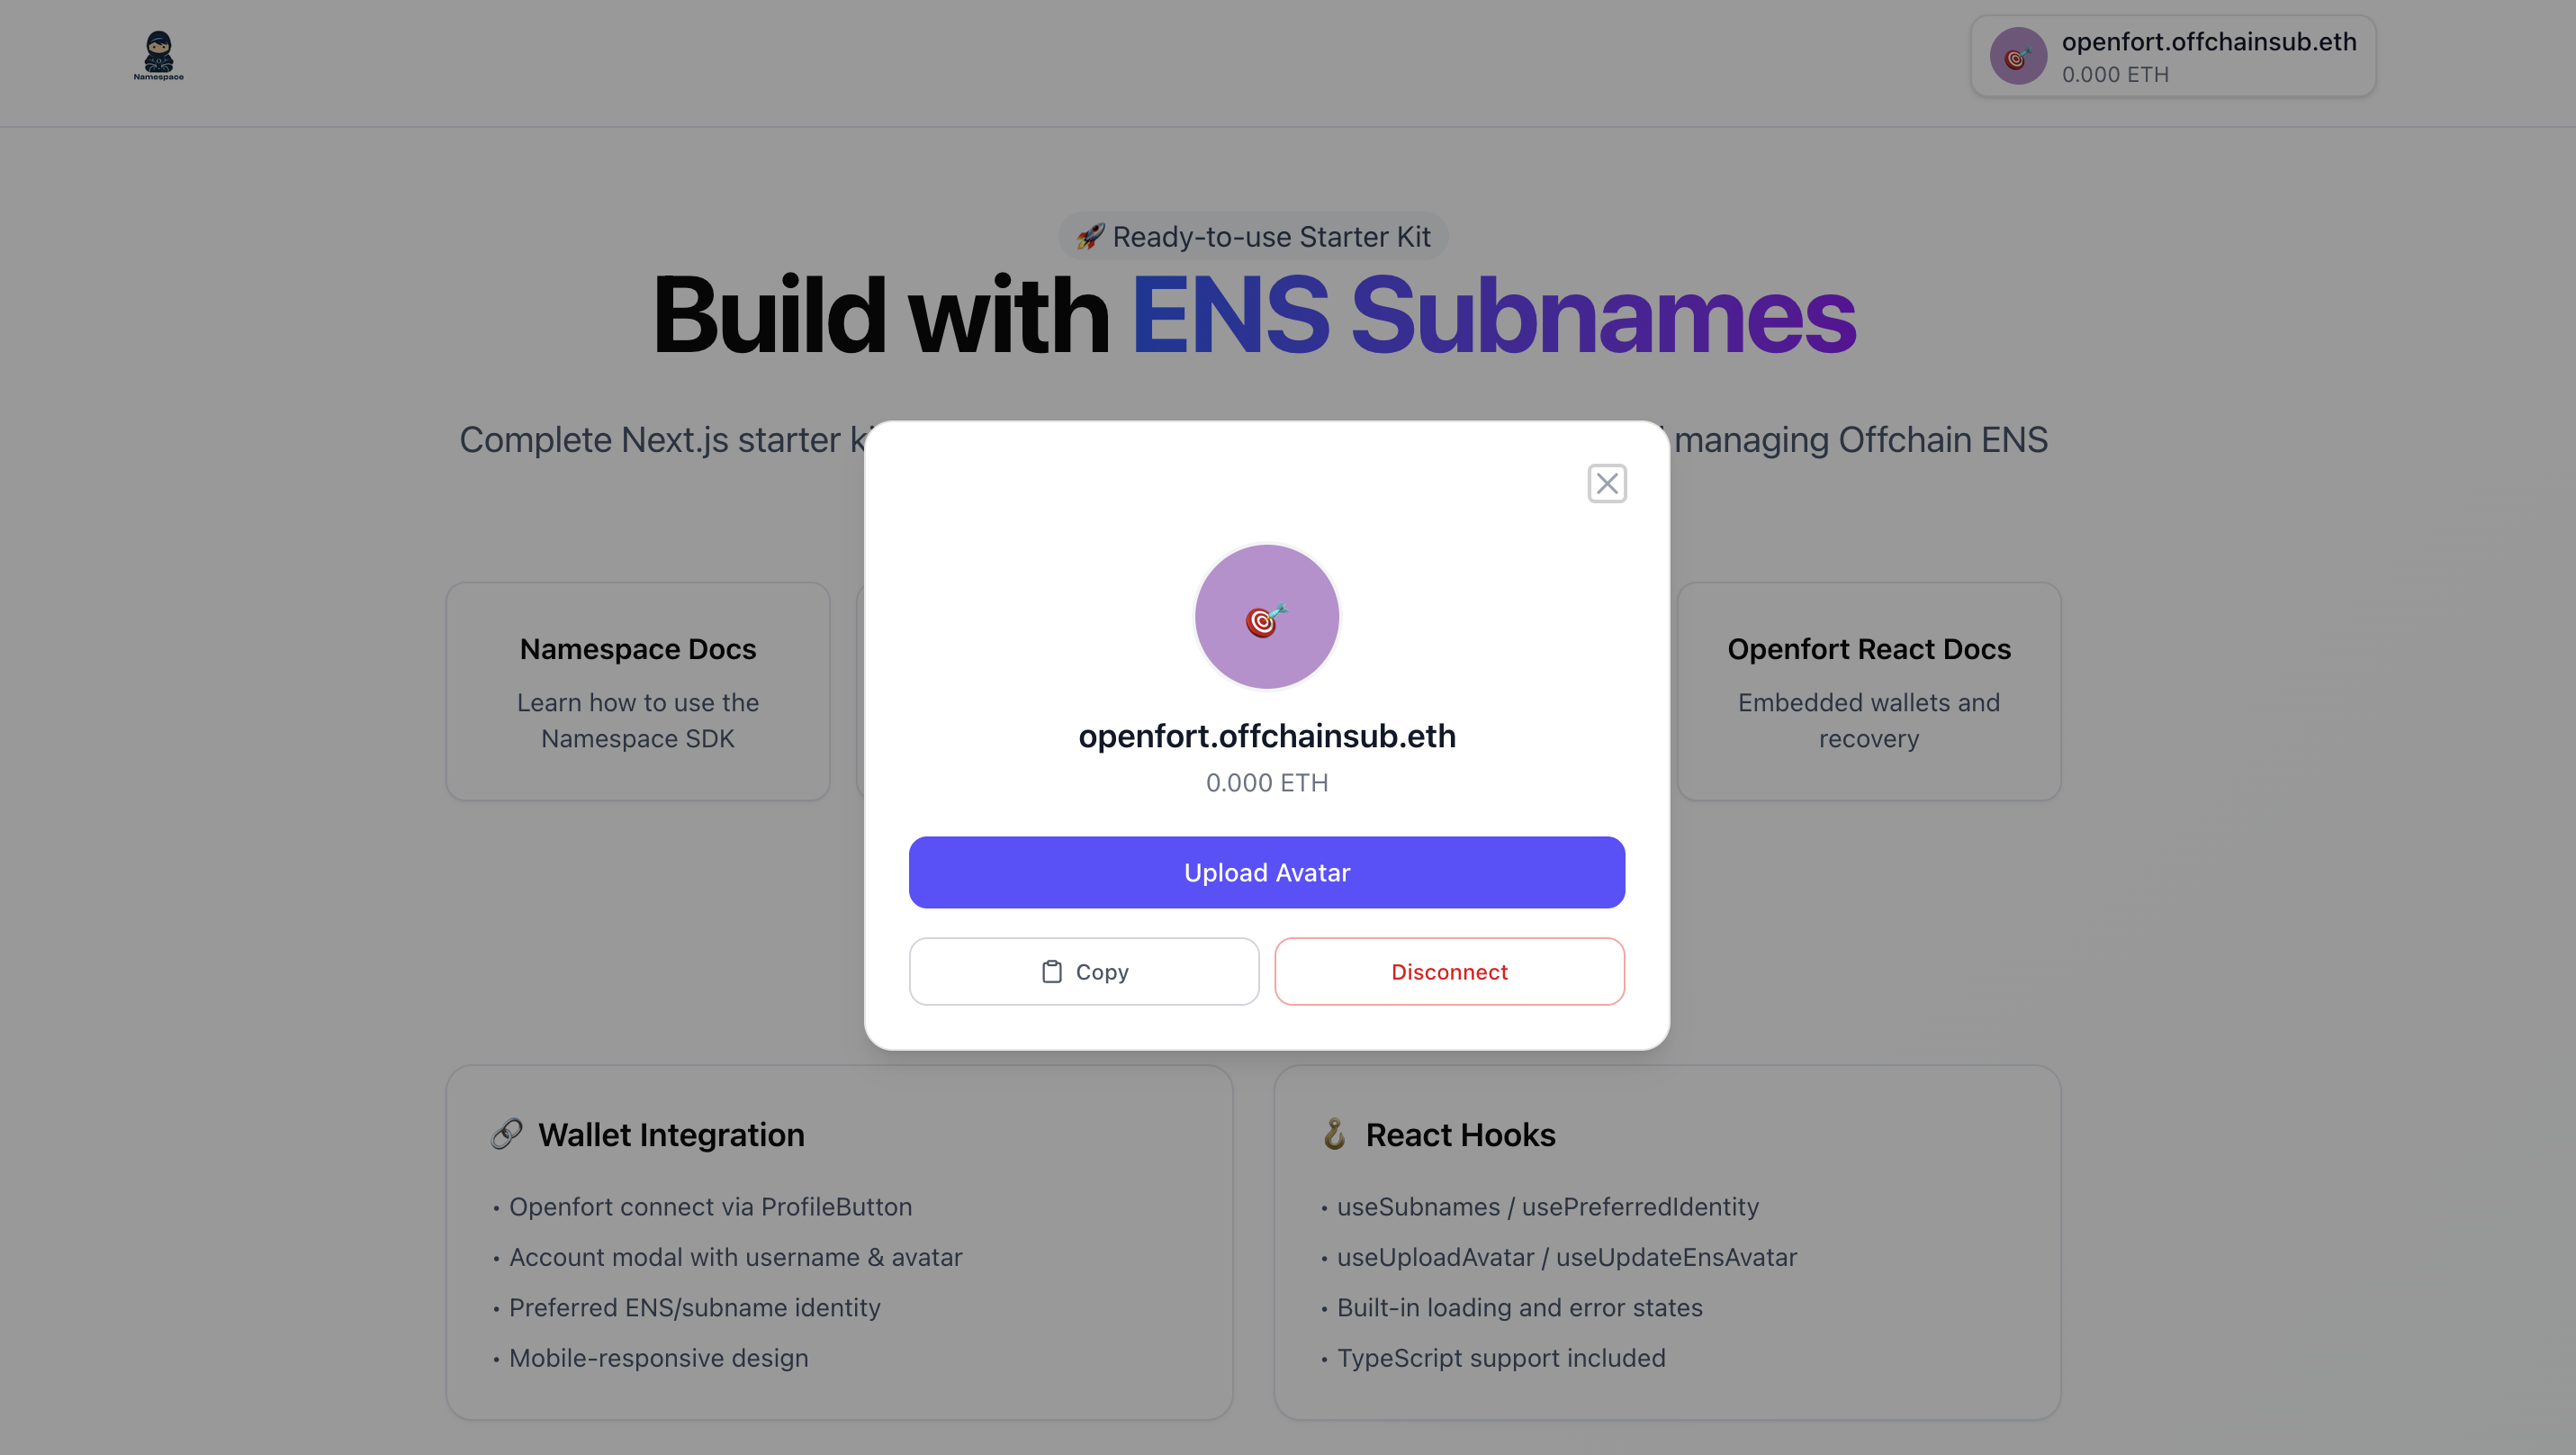 Namespace
openfort.offchainsub.eth
0.000 ETH
🚀 Ready-to-use Starter Kit
Build with ENS Subnames
Complete Next.js starter managing Offchain ENS
openfort.offchainsub.eth
0.000 ETH
Upload Avatar
Copy
Disconnect
Namespace Docs
Learn how to use the
Namespace SDK
Openfort React Docs
Embedded wallets and
recovery
🔗 Wallet Integration
• Openfort connect via ProfileButton
• Account modal with username & avatar
• Preferred ENS/subname identity
• Mobile-responsive design
🪝 React Hooks
• useSubnames / usePreferredIdentity
• useUploadAvatar / useUpdateEnsAvatar
• Built-in loading and error states
• TypeScript support included